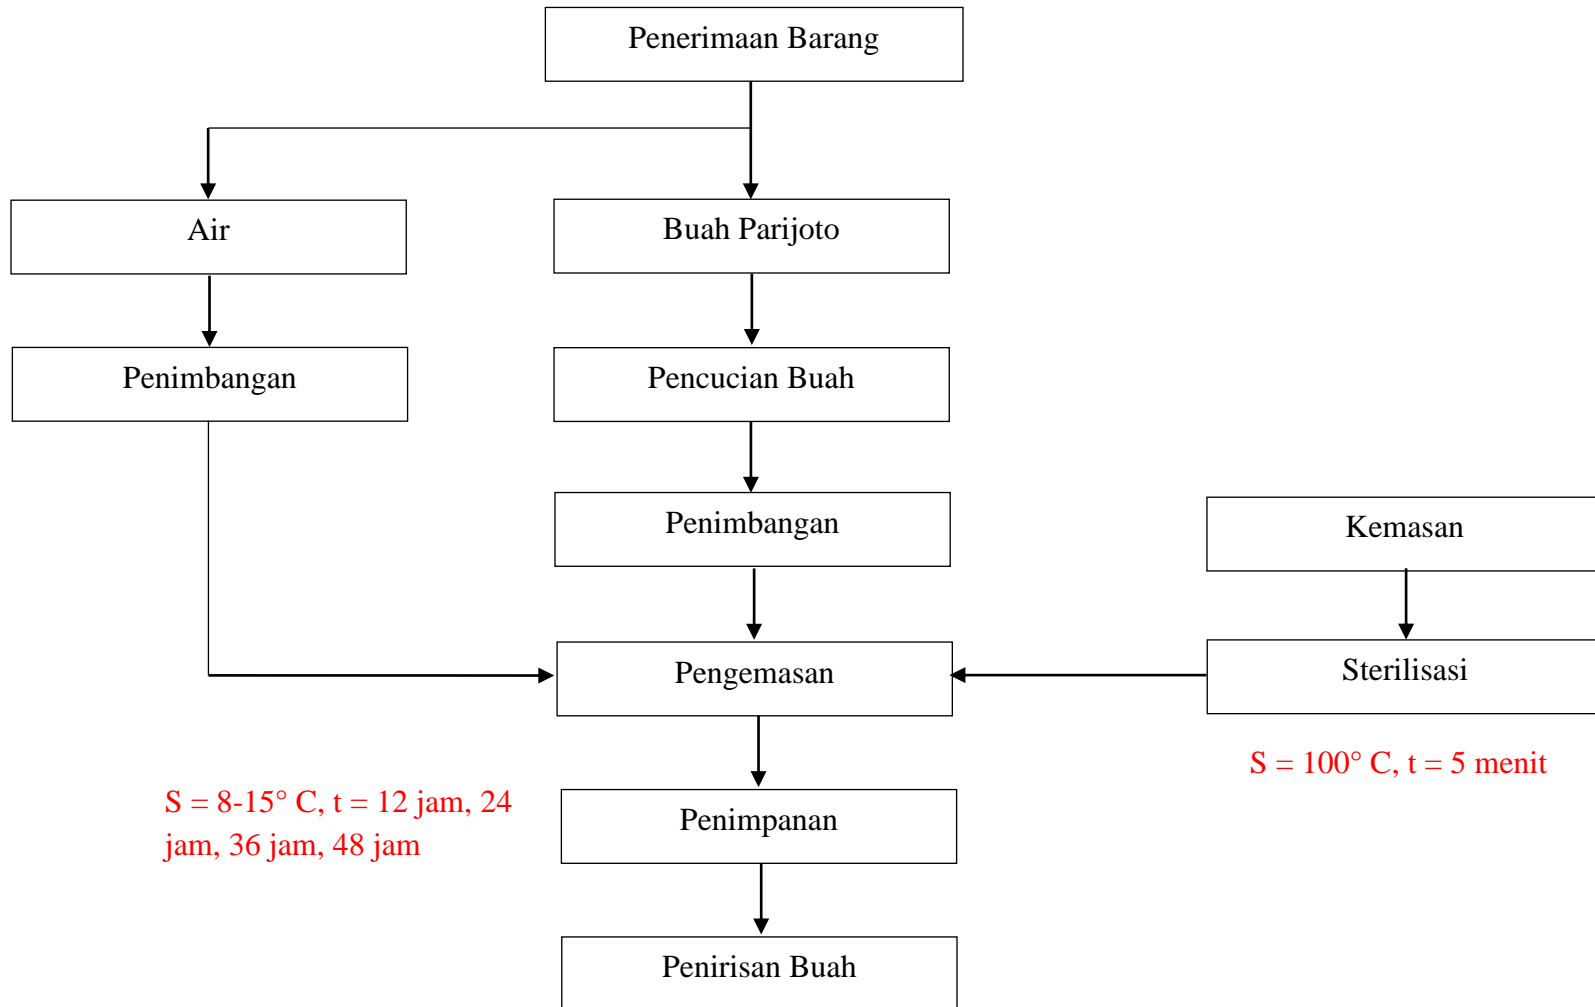 Penerimaan Barang
Air
Buah Parijoto
Penimbangan
Pencucian Buah
Penimbangan
Kemasan
Pengemasan
Sterilisasi
S = 100° C, t = 5 menit
S = 8-15° C, t = 12 jam, 24
jam, 36 jam, 48 jam
Penimpanan
Penirisan Buah